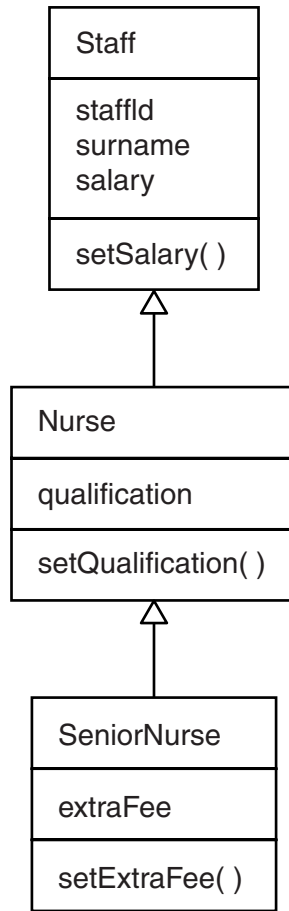 Staff
staffId
surname
salary
setSalary( )
Nurse
qualification
setQualification( )
SeniorNurse
extraFee
setExtraFee( )